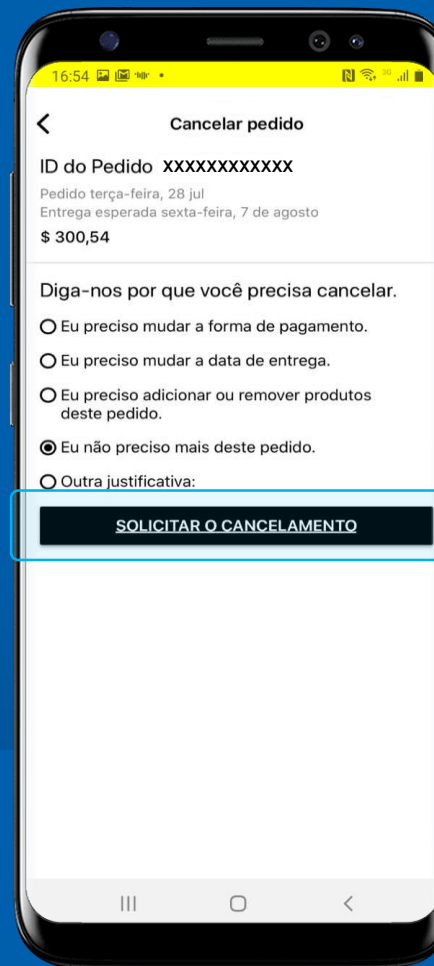 16:54
3G
Cancelar pedido
ID do Pedido XXXXXXXXXXXX
Pedido terça-feira, 28 jul
Entrega esperada sexta-feira, 7 de agosto
$ 300,54
Diga-nos por que você precisa cancelar.
Eu preciso mudar a forma de pagamento.
Eu preciso mudar a data de entrega.
Eu preciso adicionar ou remover produtos
deste pedido.
Eu não preciso mais deste pedido.
Outra justificativa:
SOLICITAR O CANCELAMENTO